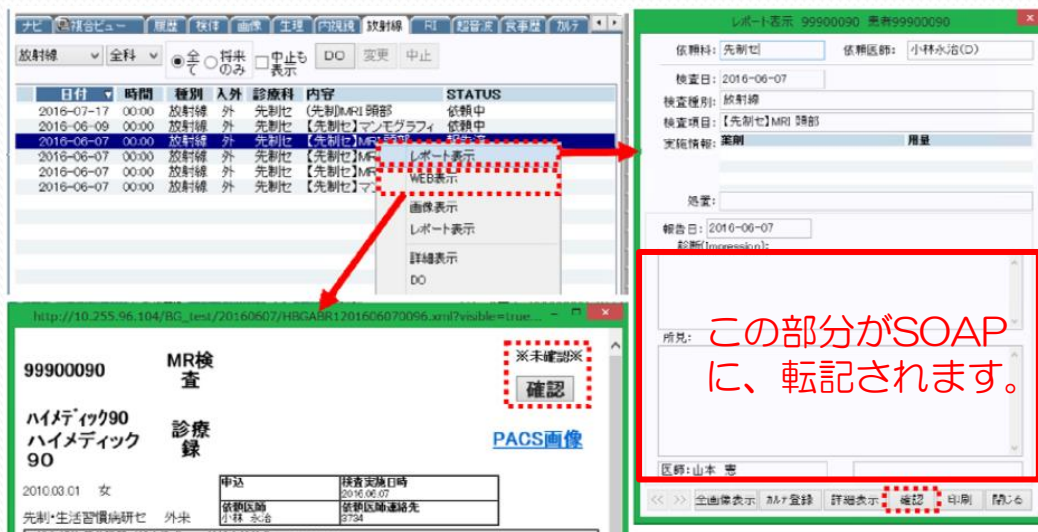 ナビ 複合ビュー 履歴 検体 画像 生理 内視鏡 放射線 RI 超音波 食事歴 カルテ
放射線 全科 全て 将来のみ 中止も表示 DO 変更 中止
日付 時間 種別 入外 診療科 内容 STATUS
2016-07-17 00:00 放射線 外 先制セ (先制)MRI 頭部 依頼中
2016-06-09 00:00 放射線 外 先制セ 【先制セ】マンモグラフィ 依頼中
2016-06-07 00:00 放射線 外 先制セ 【先制セ】MRI
2016-06-07 00:00 放射線 外 先制セ 【先制セ】MR
2016-06-07 00:00 放射線 外 先制セ 【先制セ】MR
2016-06-07 00:00 放射線 外 先制セ 【先制セ】マン
レポート表示
WEB表示
画像表示
レポート表示
詳細表示
DO
http://10.255.96.104/BG_test/20160607/HBGABR1201606070096.xml?visible=true...
99900090
MR検査
※未確認※
確認
ハイメディック90
ハイメディック90
診療録
PACS画像
2010.03.01 女
申込
検査実施日時
2016.06.07
依頼医師
小林 永治
依頼医師連絡先
3734
先制・生活習慣病研セ 外来
レポート表示 99900090 患者99900090
依頼科: 先制セ 依頼医師: 小林永治(D)
検査日: 2016-06-07
検査種別: 放射線
検査項目: 【先制セ】MRI 頭部
実施情報: 薬剤 用量
処置:
報告日: 2016-06-07
診断(Impression):
所見:
この部分がSOAP
に、転記されます。
医師:山本 憲
<< >> 全画像表示 カルテ登録 詳細表示 確認 印刷 閉じる